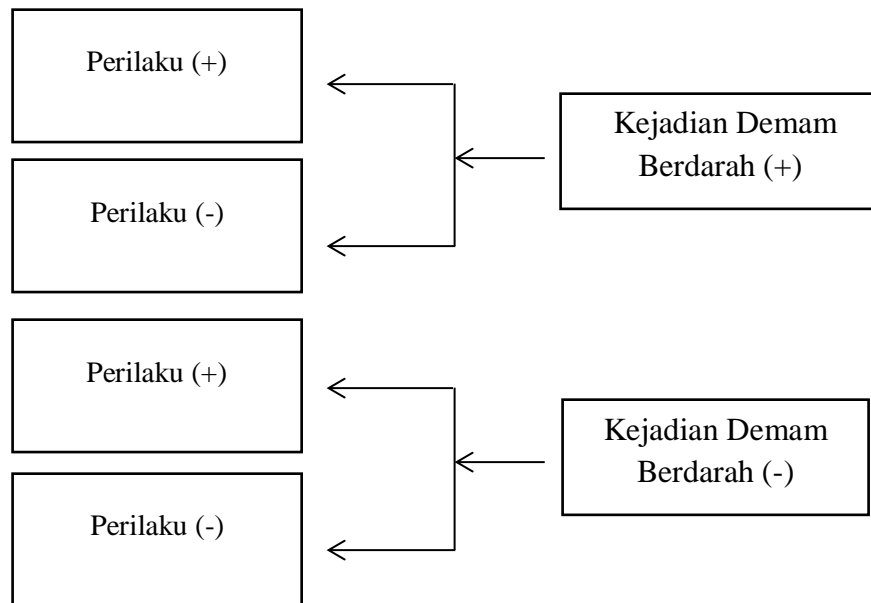 Perilaku (+)
Kejadian Demam
Berdarah (+)
Perilaku (-)
Perilaku (+)
Kejadian Demam
Berdarah (-)
Perilaku (-)